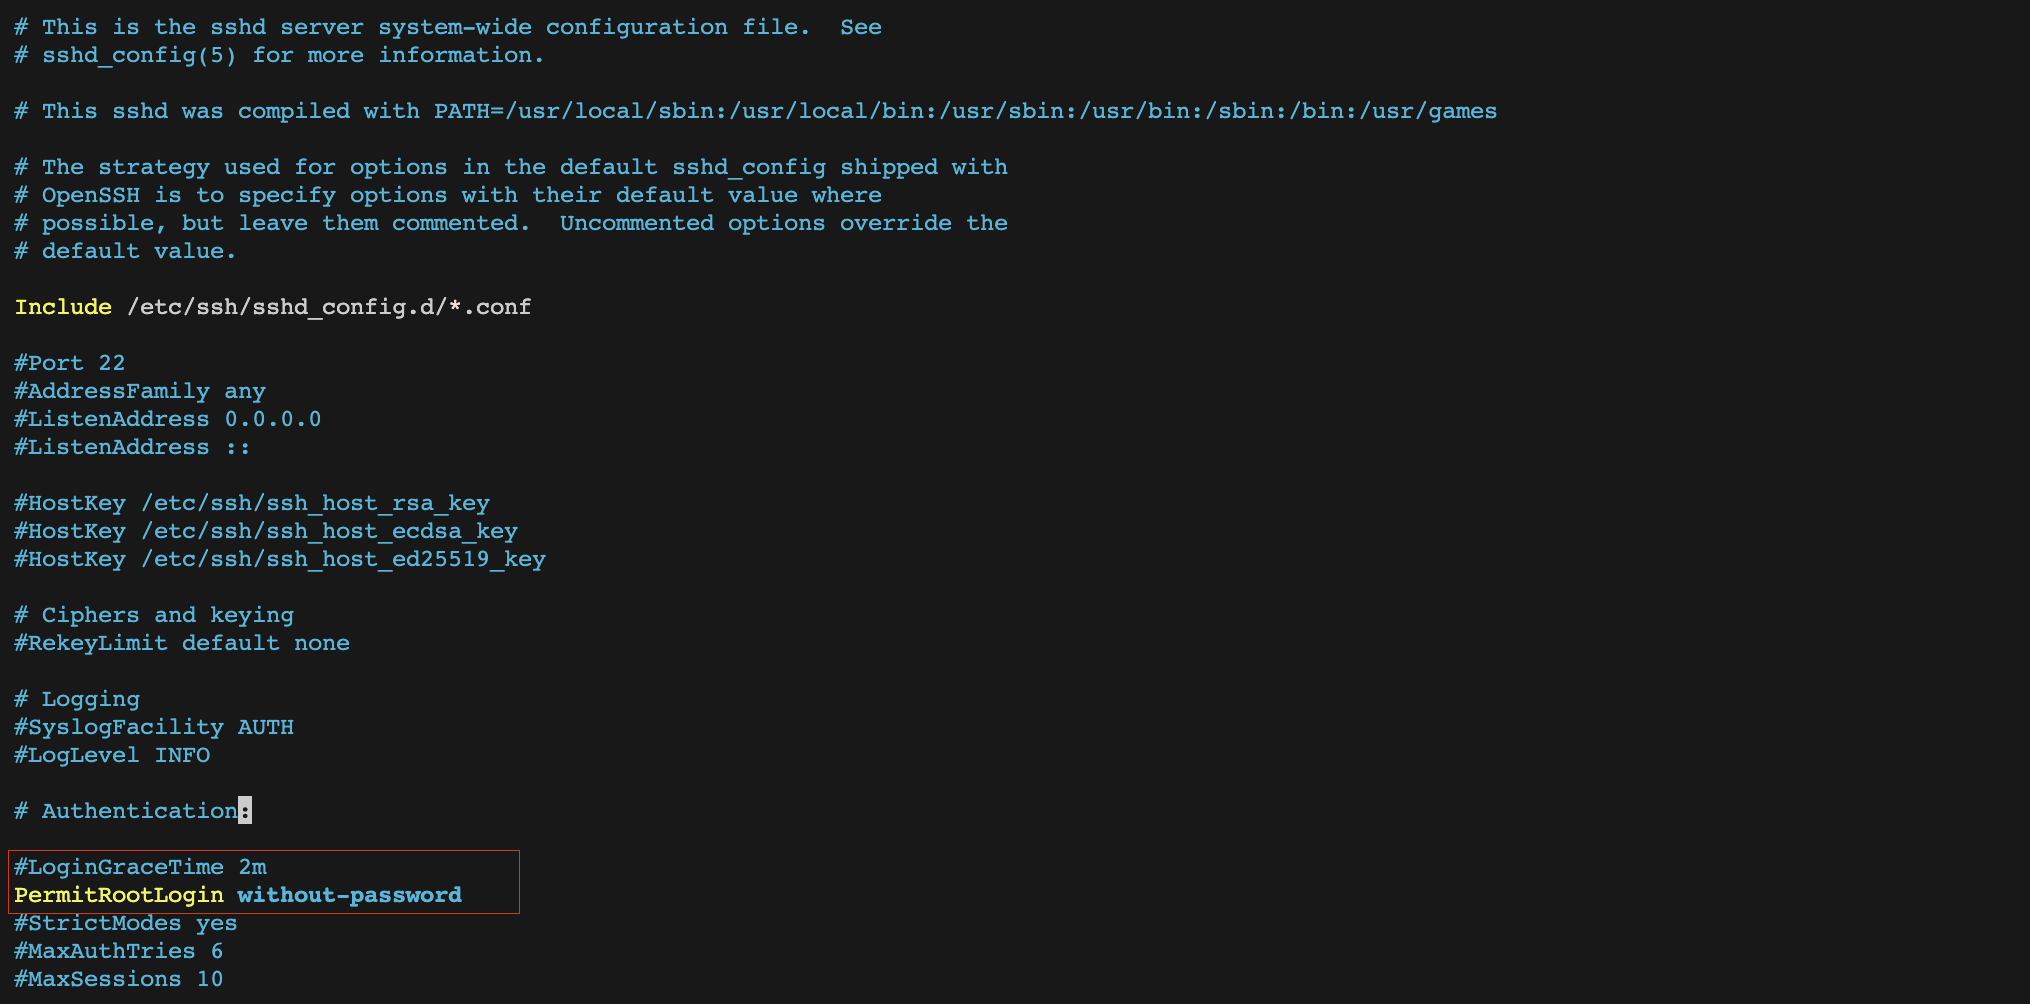 # This is the sshd server system-wide configuration file.  See
# sshd_config(5) for more information.
# This sshd was compiled with PATH=/usr/local/sbin:/usr/local/bin:/usr/sbin:/usr/bin:/sbin:/bin:/usr/games
# The strategy used for options in the default sshd_config shipped with
# OpenSSH is to specify options with their default value where
# possible, but leave them commented.  Uncommented options override the
# default value.
Include /etc/ssh/sshd_config.d/*.conf
#Port 22
#AddressFamily any
#ListenAddress 0.0.0.0
#ListenAddress ::
#HostKey /etc/ssh/ssh_host_rsa_key
#HostKey /etc/ssh/ssh_host_ecdsa_key
#HostKey /etc/ssh/ssh_host_ed25519_key
# Ciphers and keying
#RekeyLimit default none
# Logging
#SyslogFacility AUTH
#LogLevel INFO
# Authentication:
#LoginGraceTime 2m
PermitRootLogin without-password
#StrictModes yes
#MaxAuthTries 6
#MaxSessions 10